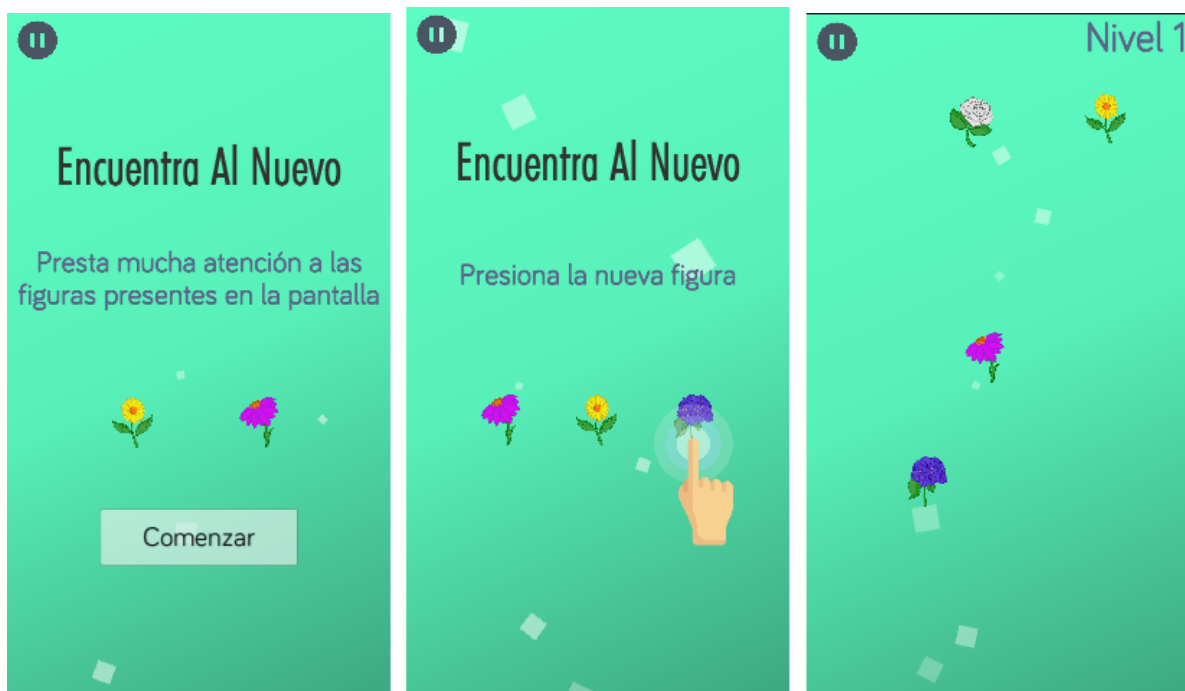 Encuentra Al Nuevo
Presta mucha atención a las
figuras presentes en la pantalla
Comenzar
Encuentra Al Nuevo
Presiona la nueva figura
Nivel 1